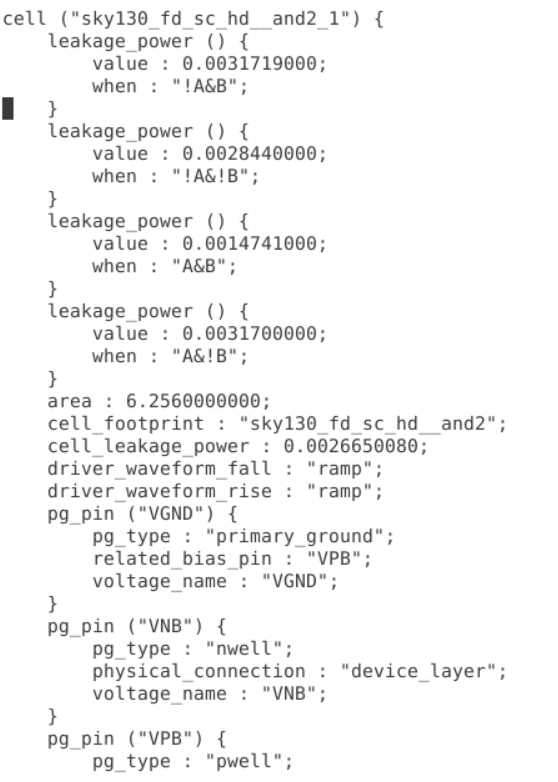 cell ("sky130_fd_sc_hd__and2_1") {
    leakage_power () {
        value : 0.0031719000;
        when : "!A&B";
    }
    leakage_power () {
        value : 0.0028440000;
        when : "!A&!B";
    }
    leakage_power () {
        value : 0.0014741000;
        when : "A&B";
    }
    leakage_power () {
        value : 0.0031700000;
        when : "A&!B";
    }
    area : 6.2560000000;
    cell_footprint : "sky130_fd_sc_hd__and2";
    cell_leakage_power : 0.0026650080;
    driver_waveform_fall : "ramp";
    driver_waveform_rise : "ramp";
    pg_pin ("VGND") {
        pg_type : "primary_ground";
        related_bias_pin : "VPB";
        voltage_name : "VGND";
    }
    pg_pin ("VNB") {
        pg_type : "nwell";
        physical_connection : "device_layer";
        voltage_name : "VNB";
    }
    pg_pin ("VPB") {
        pg_type : "pwell";